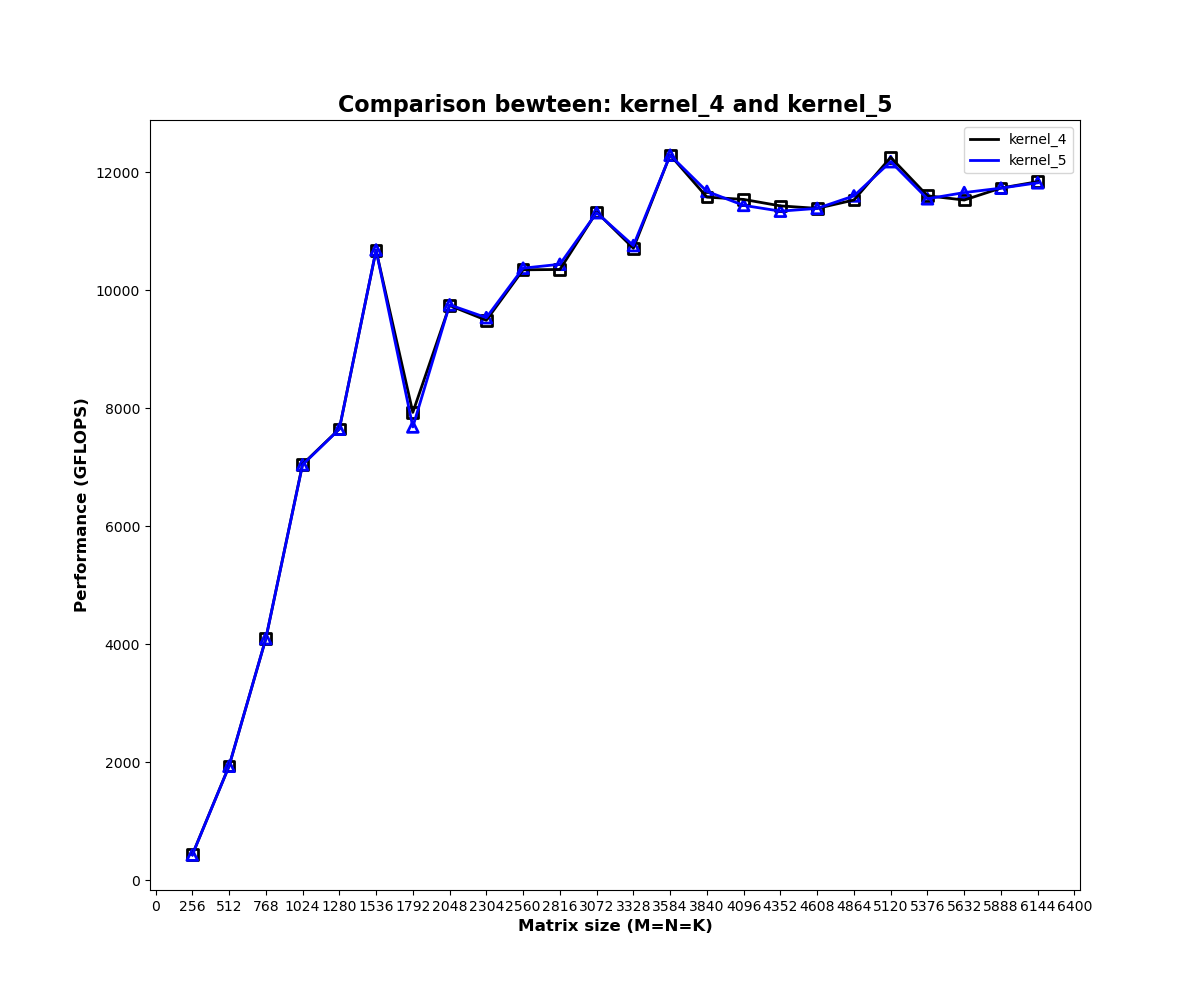 Comparison bewteen: kernel_4 and kernel_5
kernel_4
kernel_5
12000
10000
8000
6000
4000
2000
0
Performance (GFLOPS)
0 256 512 768 1024 1280 1536 1792 2048 2304 2560 2816 3072 3328 3584 3840 4096 4352 4608 4864 5120 5376 5632 5888 6144 6400
Matrix size (M=N=K)